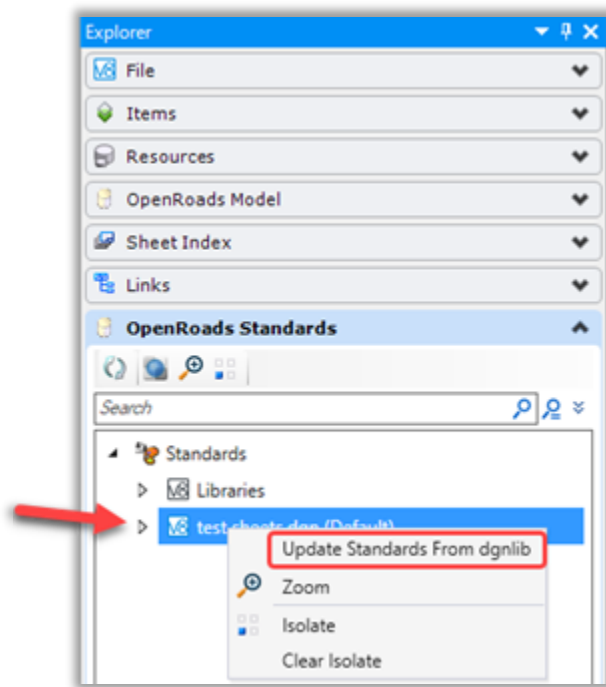 Explorer
File
Items
Resources
OpenRoads Model
Sheet Index
Links
OpenRoads Standards
Search
Standards
Libraries
test-sheets.dgn (Default)
Update Standards From dgnlib
Zoom
Isolate
Clear Isolate